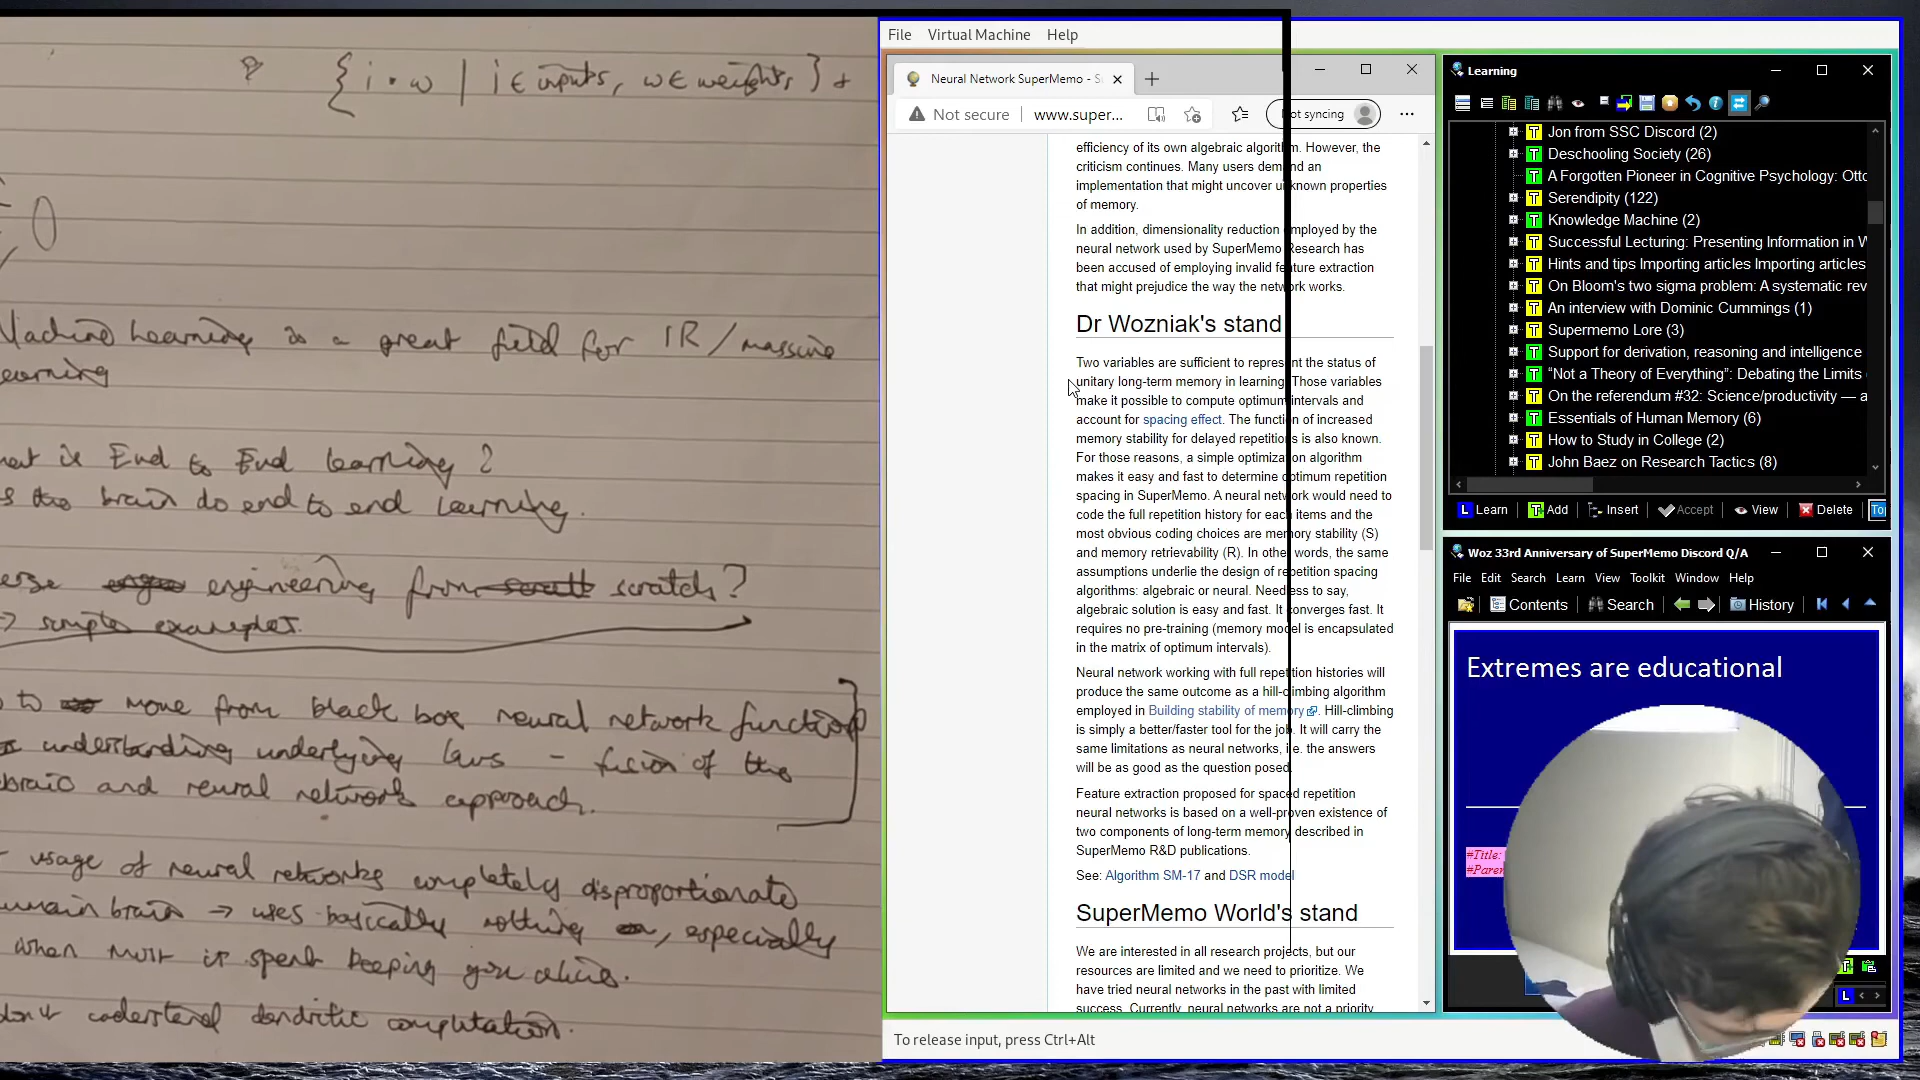 { i · w | i ∈ inputs, w ∈ weights } +
Machine Learning is a great field for IR / massive
learning
is End to End learning ?
the brain do end to end learning.
engineering from scratch?
→ simpler examples.
to move from black box neural network function
understanding underlying laws - fusion of the
and neural network approach.
usage of neural networks completely disproportionate
brain → uses basically nothing, especially
when most is spent keeping you alive.
understand dendritic computation.
File Virtual Machine Help
Neural Network SuperMemo - S
Not secure www.super...
syncing
efficiency of its own algebraic algorithm. However, the
criticism continues. Many users demand an
implementation that might uncover unknown properties
of memory.
In addition, dimensionality reduction employed by the
neural network used by SuperMemo Research has
been accused of employing invalid feature extraction
that might prejudice the way the network works.
Dr Wozniak's stand
Two variables are sufficient to represent the status of
unitary long-term memory in learning. Those variables
make it possible to compute optimum intervals and
account for spacing effect. The function of increased
memory stability for delayed repetitions is also known.
For those reasons, a simple optimization algorithm
makes it easy and fast to determine optimum repetition
spacing in SuperMemo. A neural network would need to
code the full repetition history for each items and the
most obvious coding choices are memory stability (S)
and memory retrievability (R). In other words, the same
assumptions underlie the design of repetition spacing
algorithms: algebraic or neural. Needless to say,
algebraic solution is easy and fast. It converges fast. It
requires no pre-training (memory model is encapsulated
in the matrix of optimum intervals).
Neural network working with full repetition histories will
produce the same outcome as a hill-climbing algorithm
employed in Building stability of memory. Hill-climbing
is simply a better/faster tool for the job. It will carry the
same limitations as neural networks, i.e. the answers
will be as good as the question posed.
Feature extraction proposed for spaced repetition
neural networks is based on a well-proven existence of
two components of long-term memory described in
SuperMemo R&D publications.
See: Algorithm SM-17 and DSR model
SuperMemo World's stand
We are interested in all research projects, but our
resources are limited and we need to prioritize. We
have tried neural networks in the past with limited
success. Currently, neural networks are not a priority
To release input, press Ctrl+Alt
Learning
Jon from SSC Discord (2)
Deschooling Society (26)
A Forgotten Pioneer in Cognitive Psychology: Otto
Serendipity (122)
Knowledge Machine (2)
Successful Lecturing: Presenting Information in W
Hints and tips Importing articles Importing articles
On Bloom's two sigma problem: A systematic rev
An interview with Dominic Cummings (1)
Supermemo Lore (3)
Support for derivation, reasoning and intelligence
“Not a Theory of Everything”: Debating the Limits
On the referendum #32: Science/productivity — a
Essentials of Human Memory (6)
How to Study in College (2)
John Baez on Research Tactics (8)
Learn Add Insert Accept View Delete To
Woz 33rd Anniversary of SuperMemo Discord Q/A
File Edit Search Learn View Toolkit Window Help
Contents Search History
Extremes are educational
#Title:
#Paren